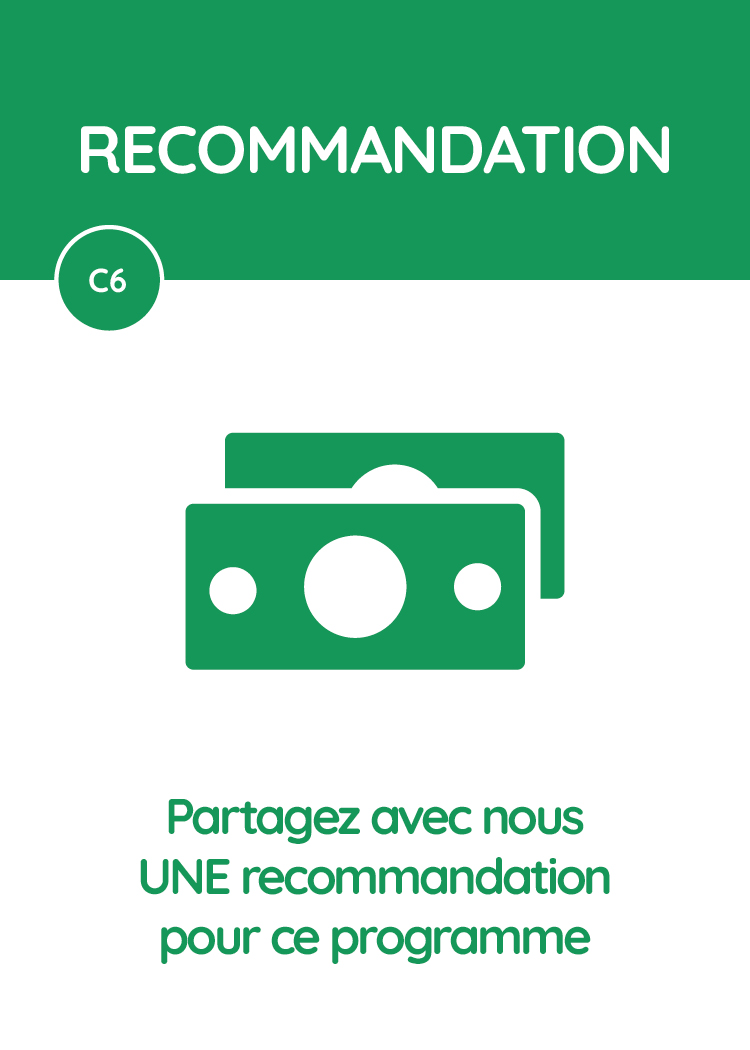 RECOMMANDATION
C6
Partagez avec nous
UNE recommandation
pour ce programme